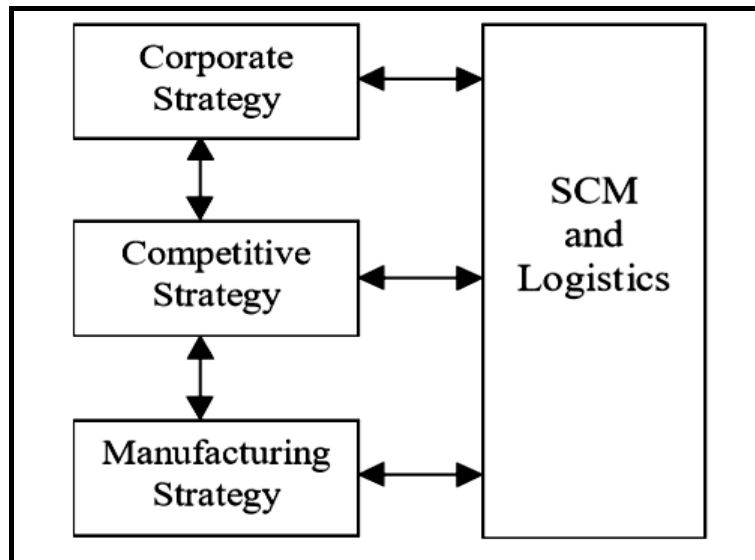 Corporate
Strategy
Competitive
Strategy
Manufacturing
Strategy
SCM
and
Logistics